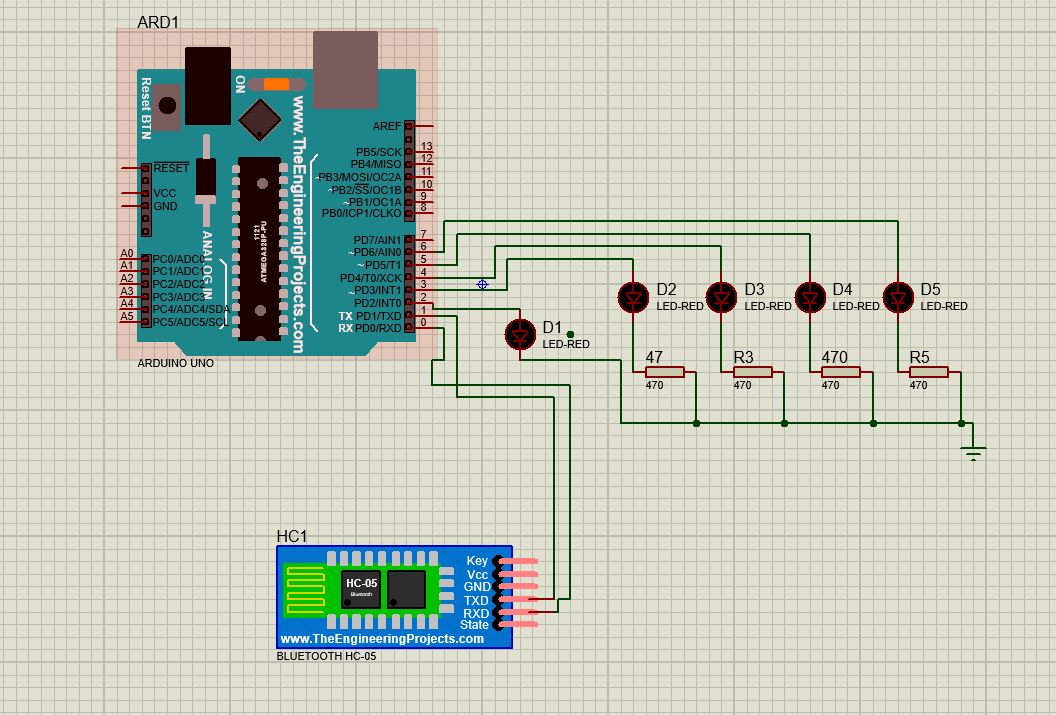 ARD1
ON
Reset BTN
www.TheEngineeringProjects.com
1121
ATMEGA328P-PU
ANALOG IN
RESET
VCC
GND
A0 PC0/ADC0
A1 PC1/ADC1
A2 PC2/ADC2
A3 PC3/ADC3
A4 PC4/ADC4/SDA
A5 PC5/ADC5/SCL
AREF
PB5/SCK 13
PB4/MISO 12
~PB3/MOSI/OC2A 11
~PB2/SS/OC1B 10
~PB1/OC1A 9
PB0/ICP1/CLKO 8
PD7/AIN1 7
~PD6/AIN0 6
~PD5/T1 5
PD4/T0/XCK 4
~PD3/INT1 3
PD2/INT0 2
TX PD1/TXD 1
RX PD0/RXD 0
ARDUINO UNO
D1
LED-RED
D2
LED-RED
D3
LED-RED
D4
LED-RED
D5
LED-RED
47
470
R3
470
470
470
R5
470
HC1
HC-05
Bluetooth
Key
Vcc
GND
TXD
RXD
State
www.TheEngineeringProjects.com
BLUETOOTH HC-05